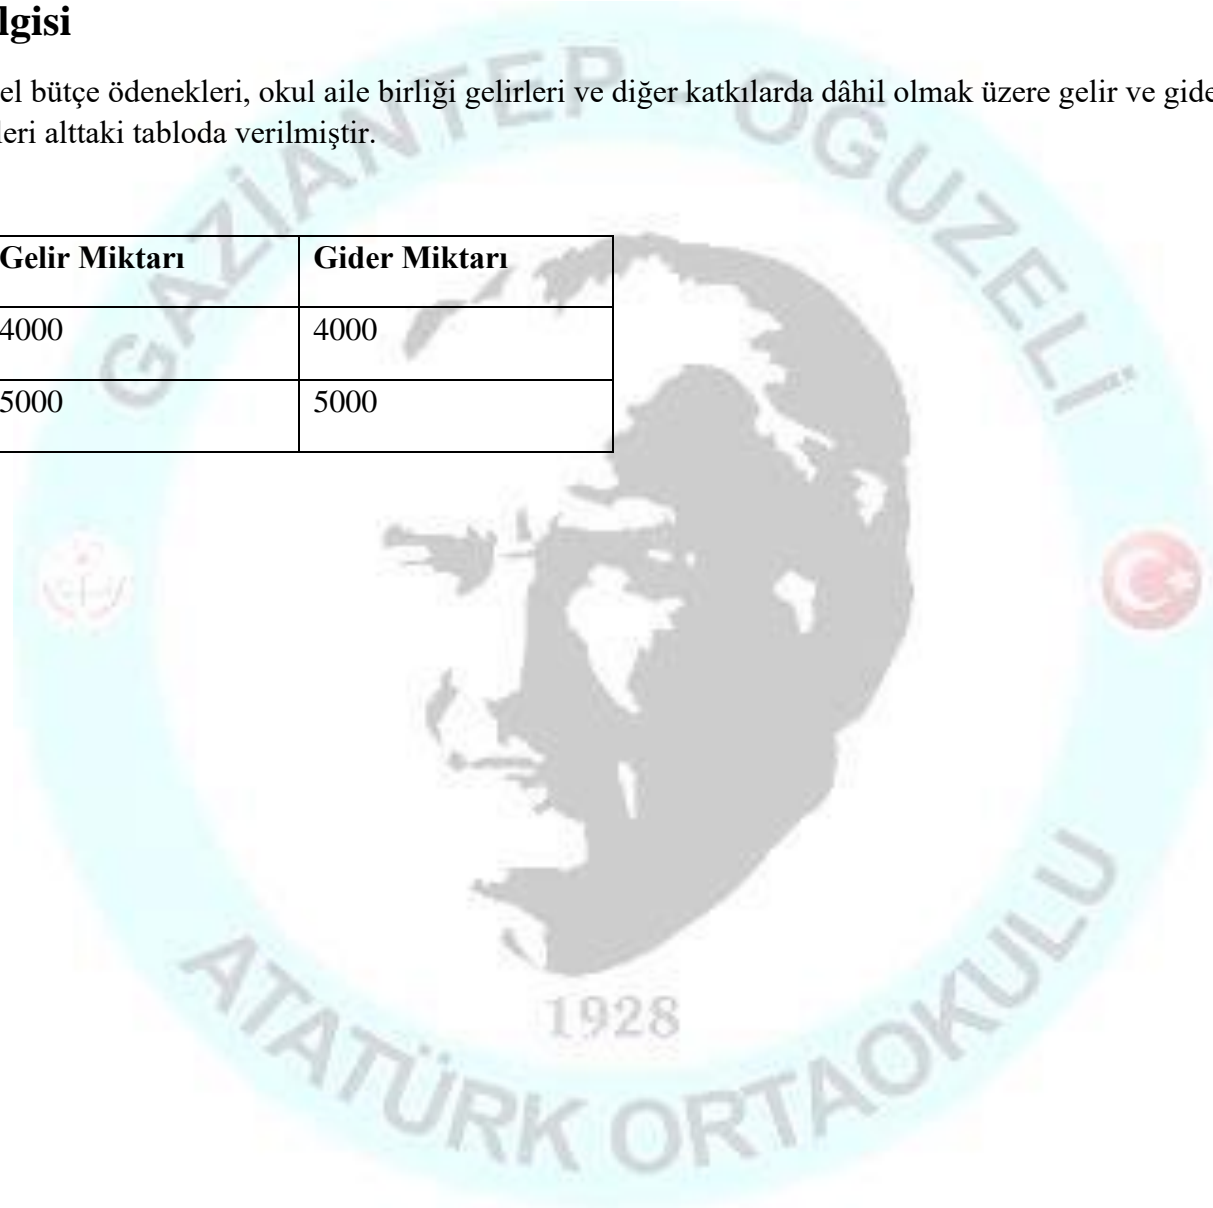 lgisi
el bütçe ödenekleri, okul aile birliği gelirleri ve diğer katkılarda dâhil olmak üzere gelir ve gide
leri alttaki tabloda verilmiştir.
Gelir Miktarı Gider Miktarı
4000 4000
5000 5000
GAZİANTEP - OĞUZELİ
1928
ATATÜRK ORTAOKULU